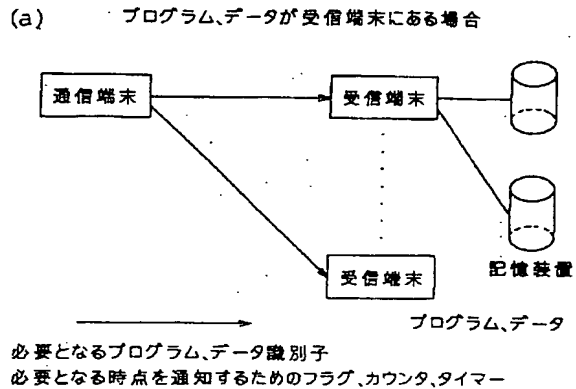 (a) プログラム、データが受信端末にある場合
通信端末
受信端末
受信端末
記憶装置
プログラム、データ
必要となるプログラム、データ識別子
必要となる時点を通知するためのフラグ、カウンタ、タイマー